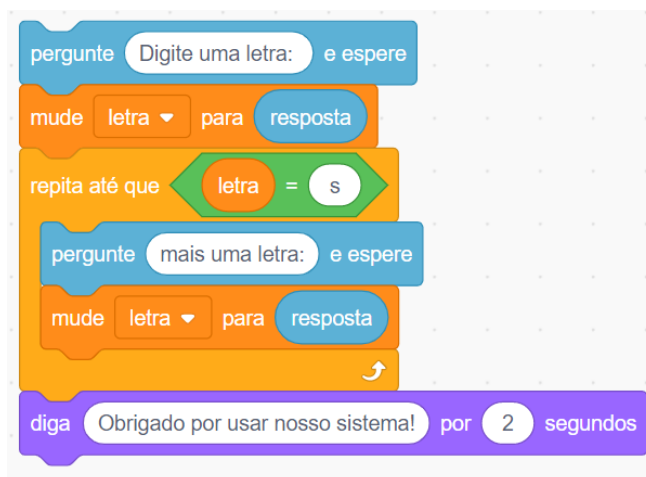 pergunte Digite uma letra: e espere
mude letra para resposta
repita até que letra = s
pergunte mais uma letra: e espere
mude letra para resposta
diga Obrigado por usar nosso sistema! por 2 segundos